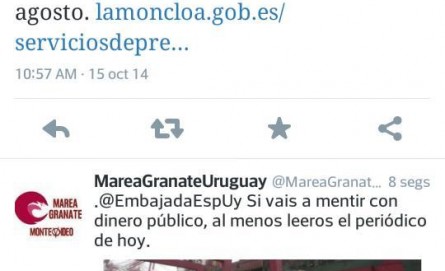 agosto. lamoncloa.gob.es/
serviciosdepre...
10:57 AM · 15 oct 14
MareaGranateUruguay @MareaGranat... 8 segs
MAREA
GRANATE
MONTEVIDEO
.@EmbajadaEspUy Si vais a mentir con
dinero público, al menos leeros el periódico
de hoy.